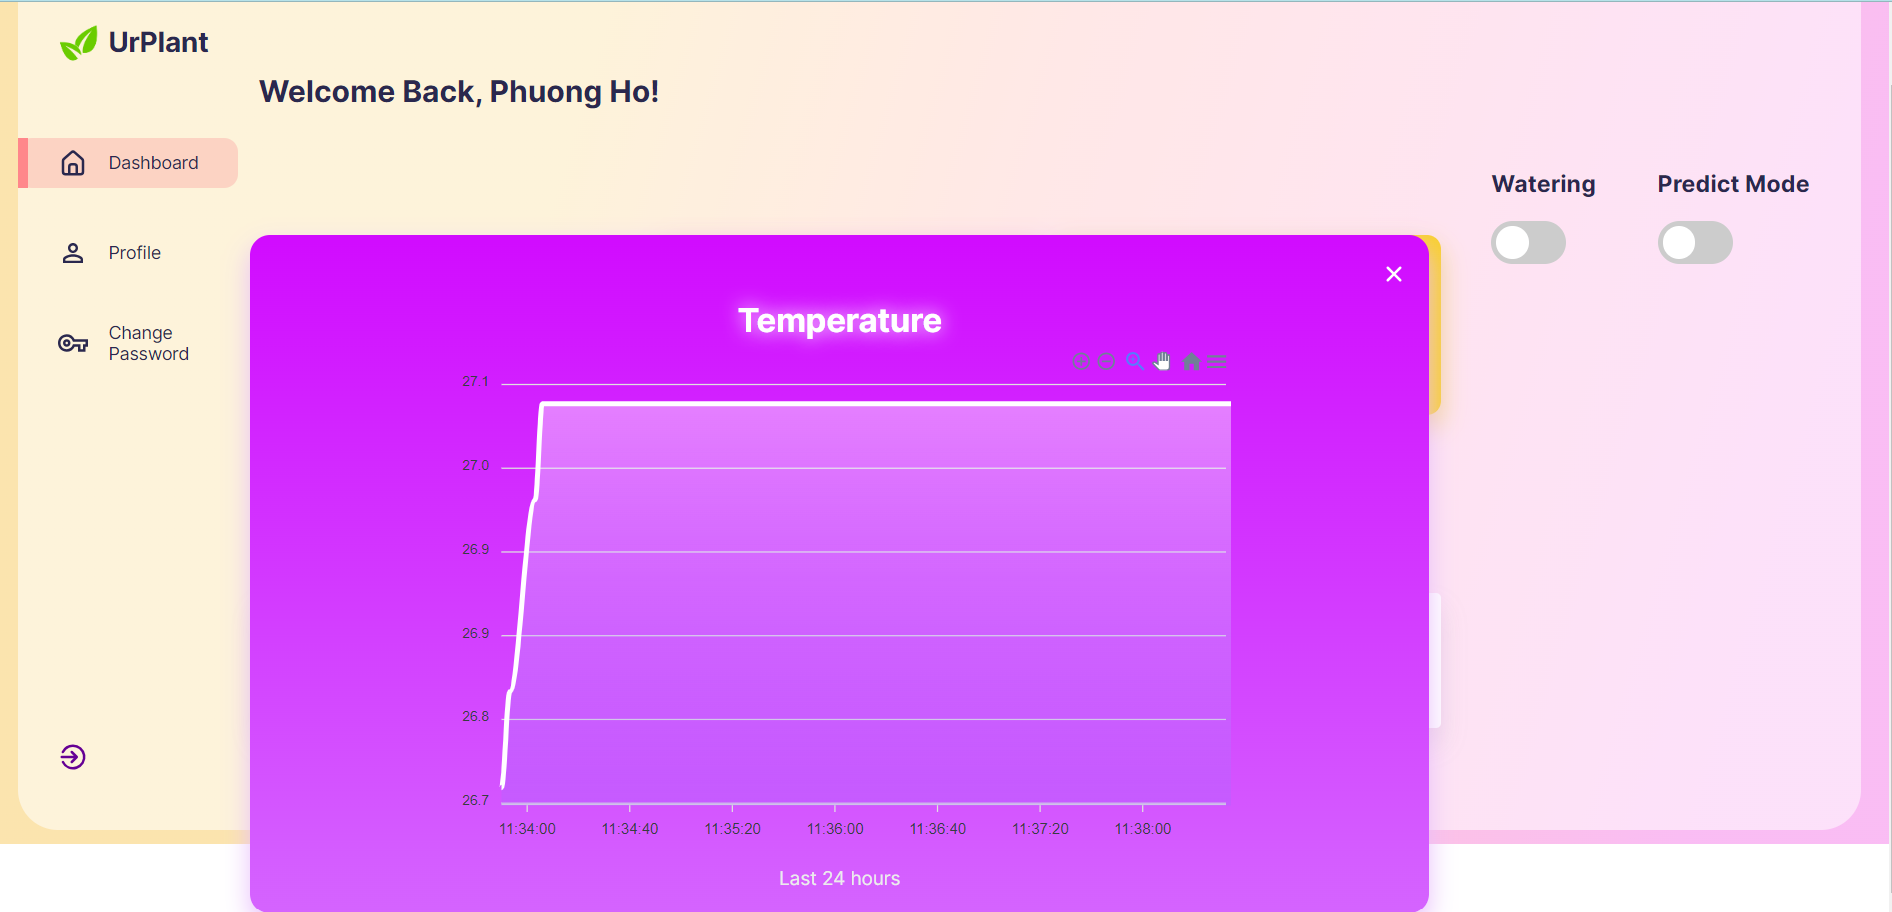 UrPlant
Welcome Back, Phuong Ho!
Dashboard
Watering
Predict Mode
Profile
Change
Password
Temperature
27.1
27.0
26.9
26.9
26.8
26.7
11:34:00 11:34:40 11:35:20 11:36:00 11:36:40 11:37:20 11:38:00
Last 24 hours